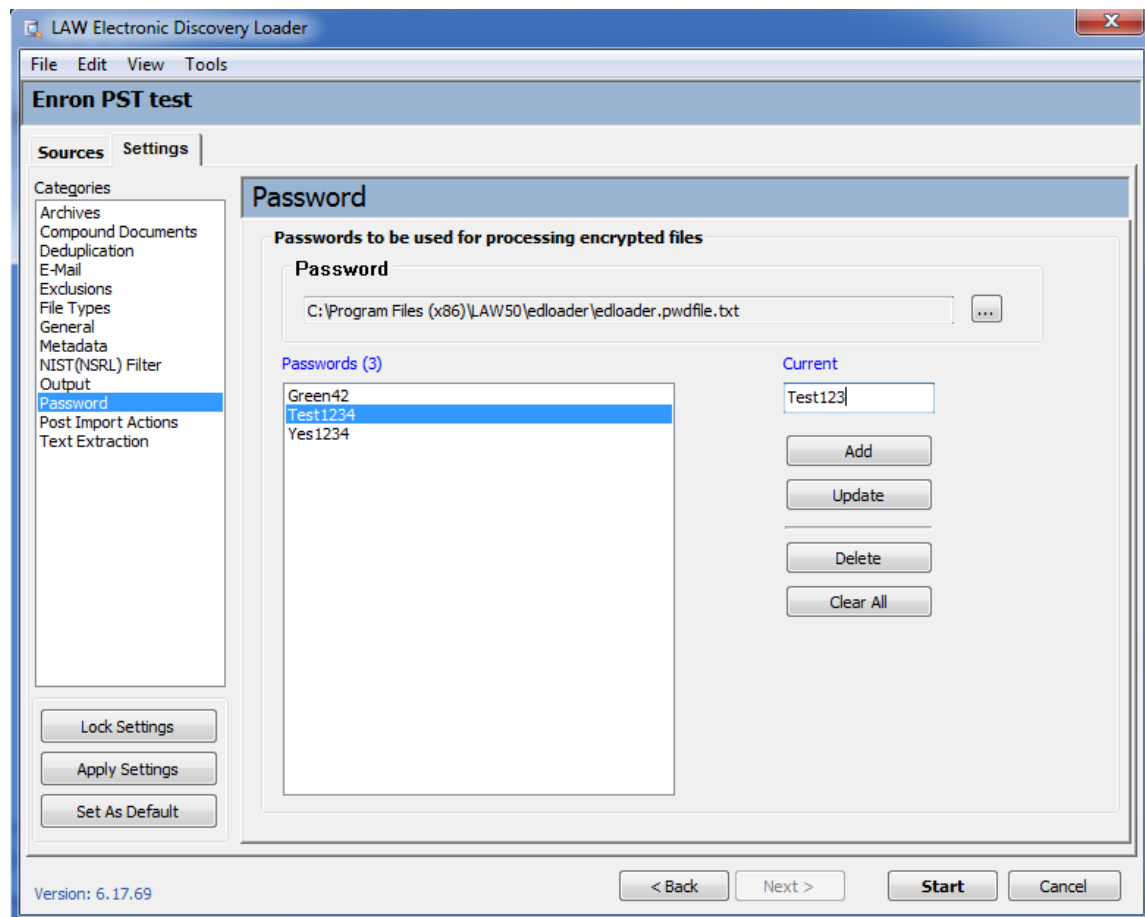 LAW Electronic Discovery Loader
x
File Edit View Tools
Enron PST test
Sources Settings
Categories
Archives
Compound Documents
Deduplication
E-Mail
Exclusions
File Types
General
Metadata
NIST(NSRL) Filter
Output
Password
Post Import Actions
Text Extraction
Lock Settings
Apply Settings
Set As Default
Password
Passwords to be used for processing encrypted files
Password
C:\Program Files (x86)\LAW50\edloader\edloader.pwdfile.txt
...
Passwords (3)
Green42
Test1234
Yes1234
Current
Test123
Add
Update
Delete
Clear All
Version: 6.17.69
< Back Next > Start Cancel